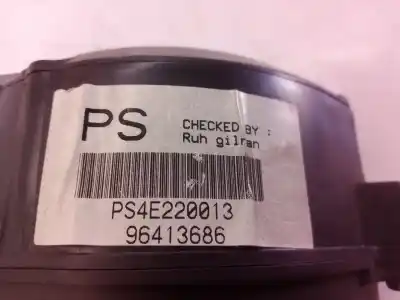 PS
CHECKED BY :
Ruh gilran
PS4E220013
96413686